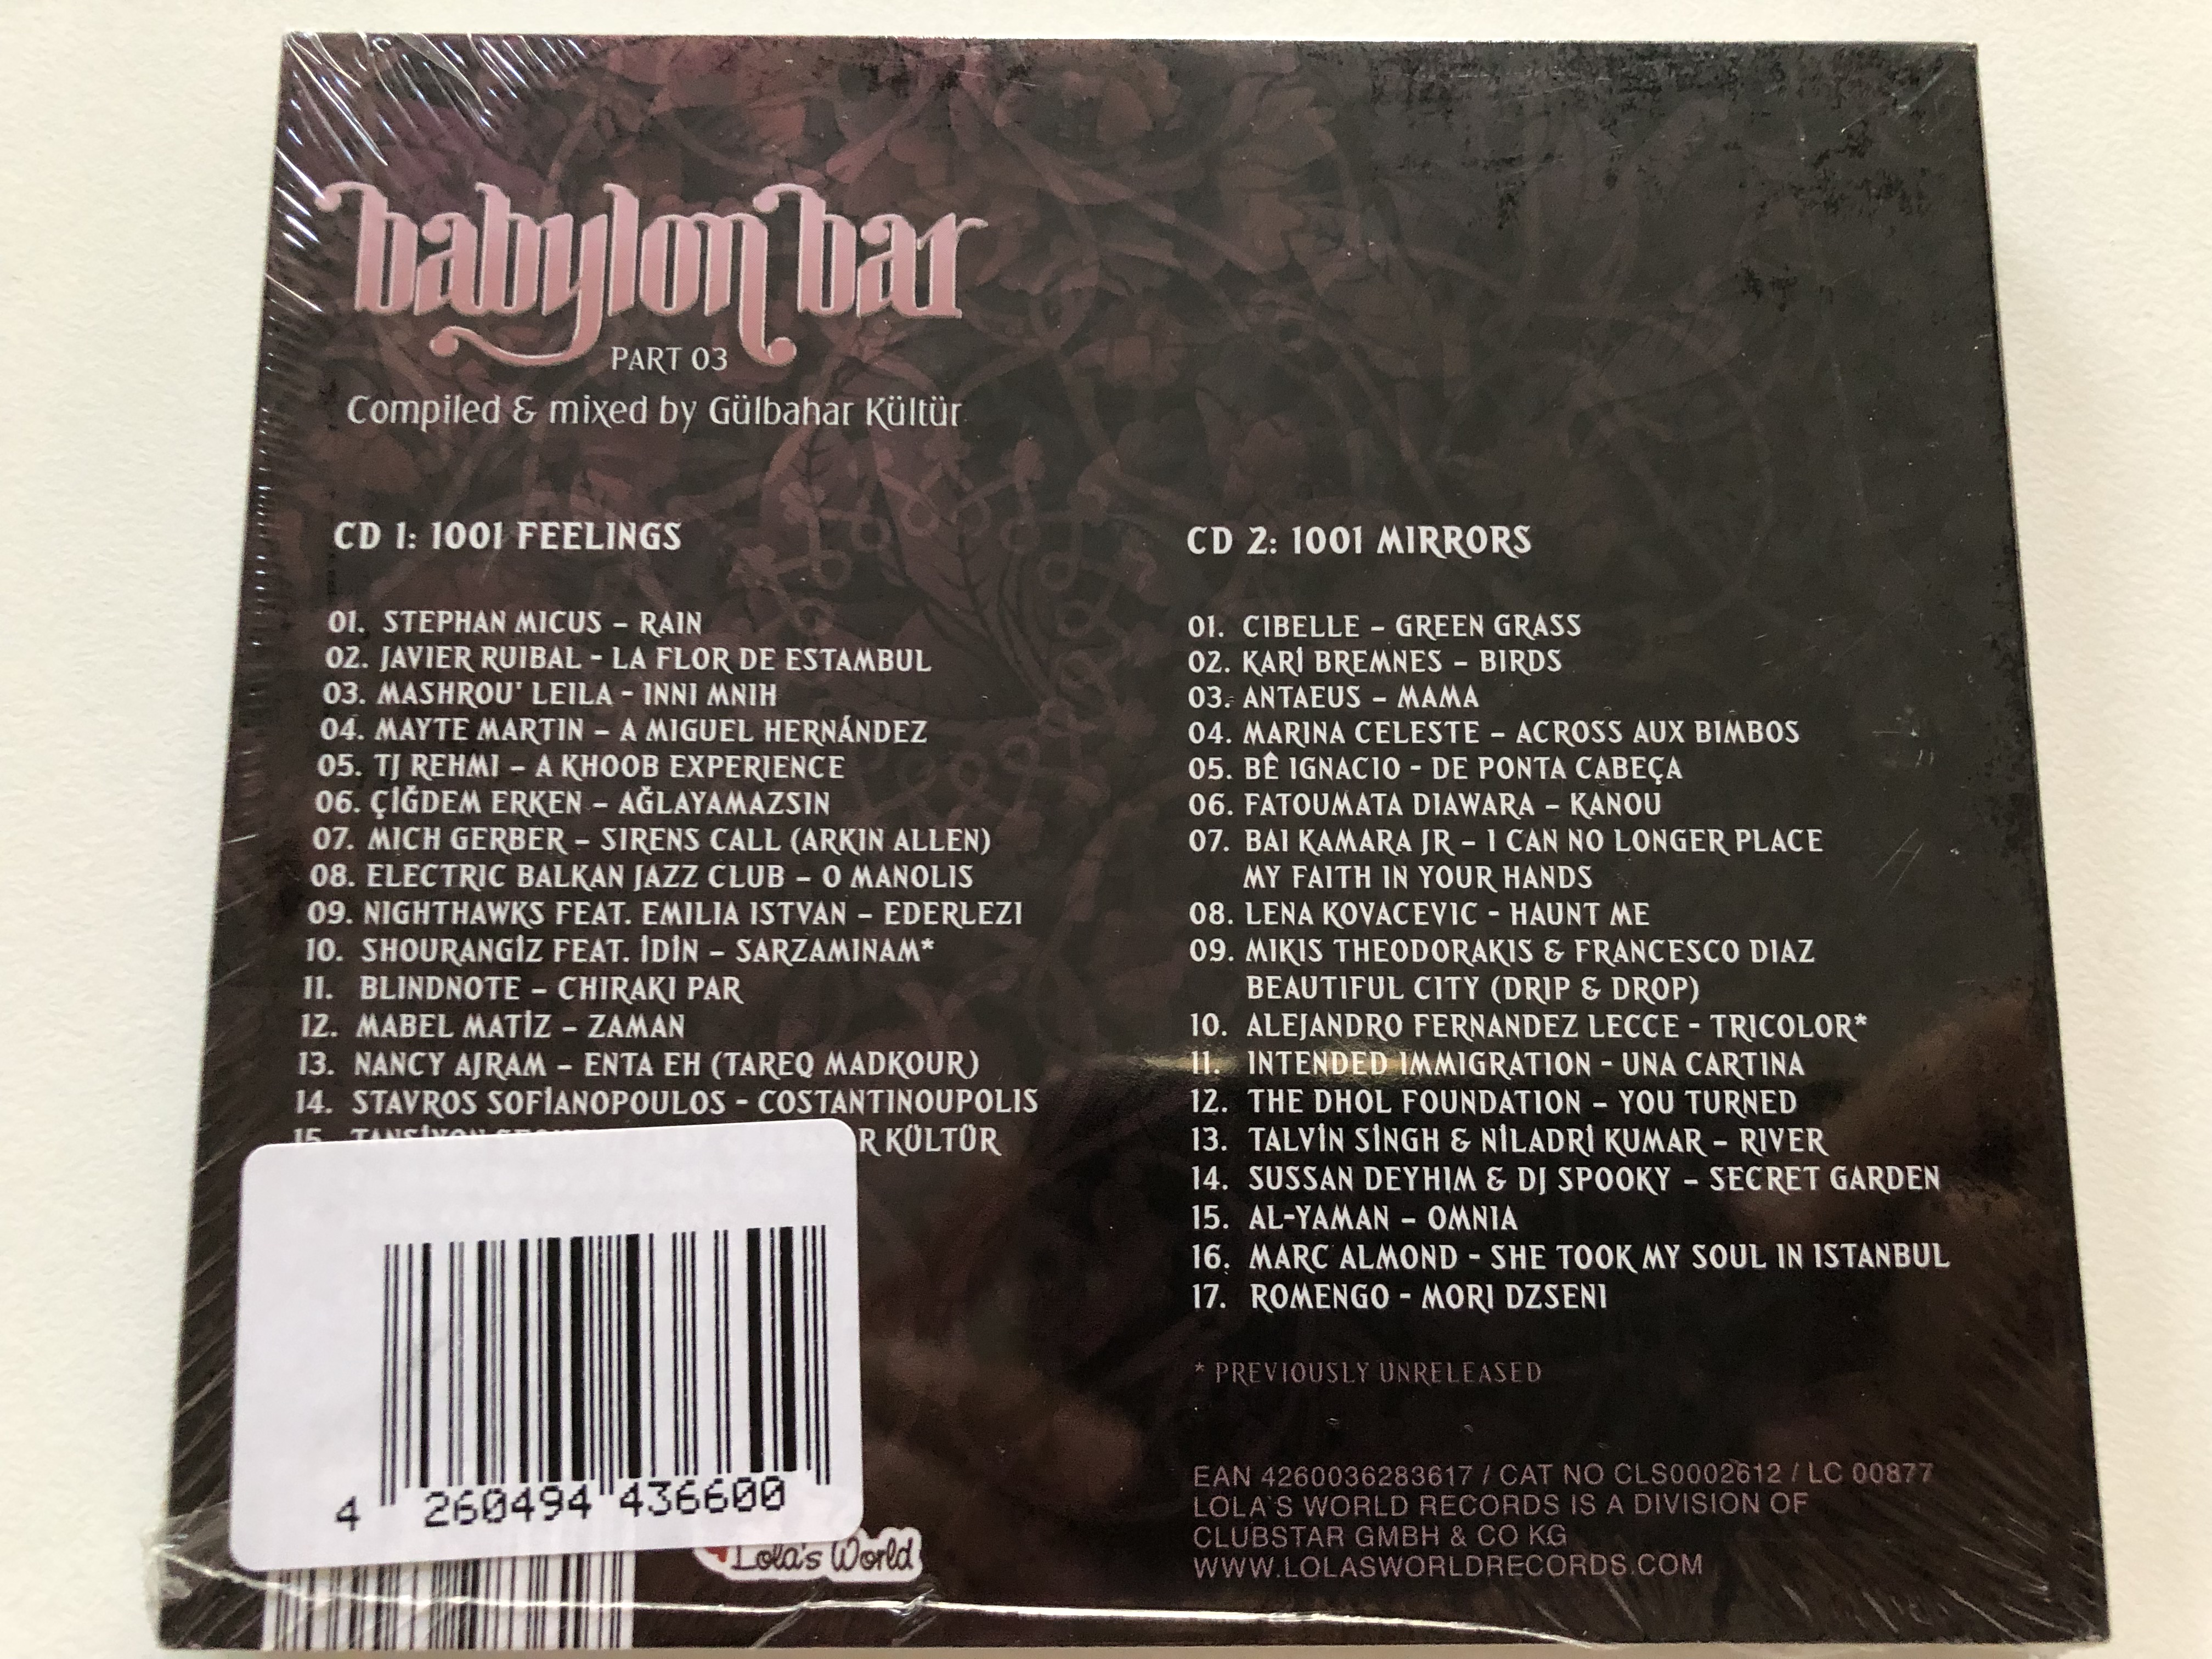 babylon bar
PART 03
Compiled & mixed by Gülbahar Kültür
CD 1: 1001 FEELINGS
01. STEPHAN MICUS – RAIN
02. JAVIER RUIBAL - LA FLOR DE ESTAMBUL
03. MASHROU' LEILA - INNI MNIH
04. MAYTE MARTIN – A MIGUEL HERNÁNDEZ
05. TJ REHMI – A KHOOB EXPERIENCE
06. ÇİĞDEM ERKEN – AĞLAYAMAZSIN
07. MICH GERBER – SIRENS CALL (ARKIN ALLEN)
08. ELECTRIC BALKAN JAZZ CLUB – O MANOLIS
09. NIGHTHAWKS FEAT. EMILIA ISTVAN – EDERLEZI
10. SHOURANGİZ FEAT. İDİN – SARZAMINAM*
11. BLINDNOTE – CHIRAKI PAR
12. MABEL MATİZ – ZAMAN
13. NANCY AJRAM – ENTA EH (TAREQ MADKOUR)
14. STAVROS SOFİANOPOULOS - COSTANTINOUPOLIS
15. KÜLTÜR
4 260494 436600
Lola's World
CD 2: 1001 MIRRORS
01. CIBELLE – GREEN GRASS
02. KARİ BREMNES – BIRDS
03. ANTAEUS – MAMA
04. MARINA CELESTE – ACROSS AUX BIMBOS
05. BÊ IGNACIO - DE PONTA CABEÇA
06. FATOUMATA DIAWARA – KANOU
07. BAI KAMARA JR – I CAN NO LONGER PLACE
MY FAITH IN YOUR HANDS
08. LENA KOVACEVIC - HAUNT ME
09. MIKIS THEODORAKIS & FRANCESCO DIAZ
BEAUTIFUL CITY (DRIP & DROP)
10. ALEJANDRO FERNANDEZ LECCE - TRICOLOR*
11. INTENDED IMMIGRATION - UNA CARTINA
12. THE DHOL FOUNDATION – YOU TURNED
13. TALVİN SİNGH & NİLADRİ KUMAR – RIVER
14. SUSSAN DEYHIM & DJ SPOOKY – SECRET GARDEN
15. AL-YAMAN – OMNIA
16. MARC ALMOND - SHE TOOK MY SOUL IN ISTANBUL
17. ROMENGO - MORI DZSENI
* PREVIOUSLY UNRELEASED
EAN 4260036283617 / CAT NO CLS0002612 / LC 00877
LOLA'S WORLD RECORDS IS A DIVISION OF
CLUBSTAR GMBH & CO KG
WWW.LOLASWORLDRECORDS.COM